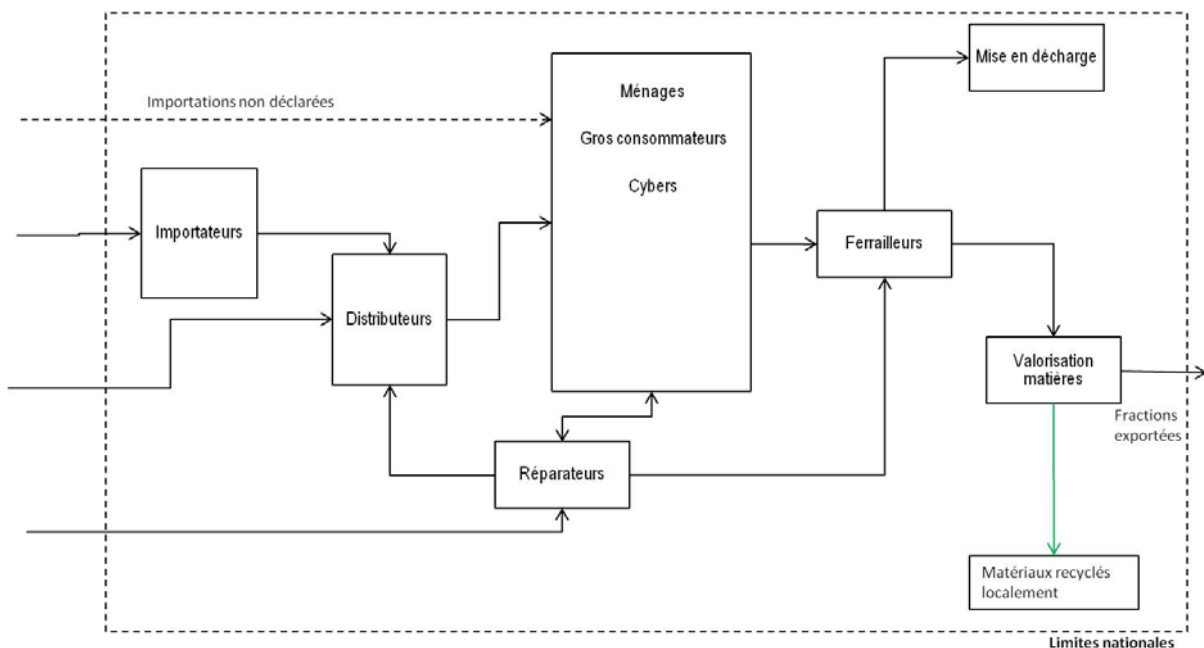 Mise en décharge
Ménages
Importations non déclarées
Gros consommateurs
Cybers
Importateurs
Ferrailleurs
Distributeurs
Valorisation
matières
Fractions
exportées
Réparateurs
Matériaux recyclés
localement
Limites nationales